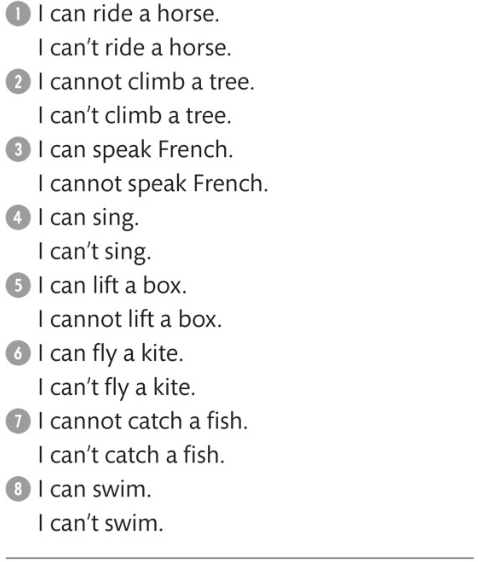 1 I can ride a horse.
I can’t ride a horse.
2 I cannot climb a tree.
I can’t climb a tree.
3 I can speak French.
I cannot speak French.
4 I can sing.
I can’t sing.
5 I can lift a box.
I cannot lift a box.
6 I can fly a kite.
I can’t fly a kite.
7 I cannot catch a fish.
I can’t catch a fish.
8 I can swim.
I can’t swim.